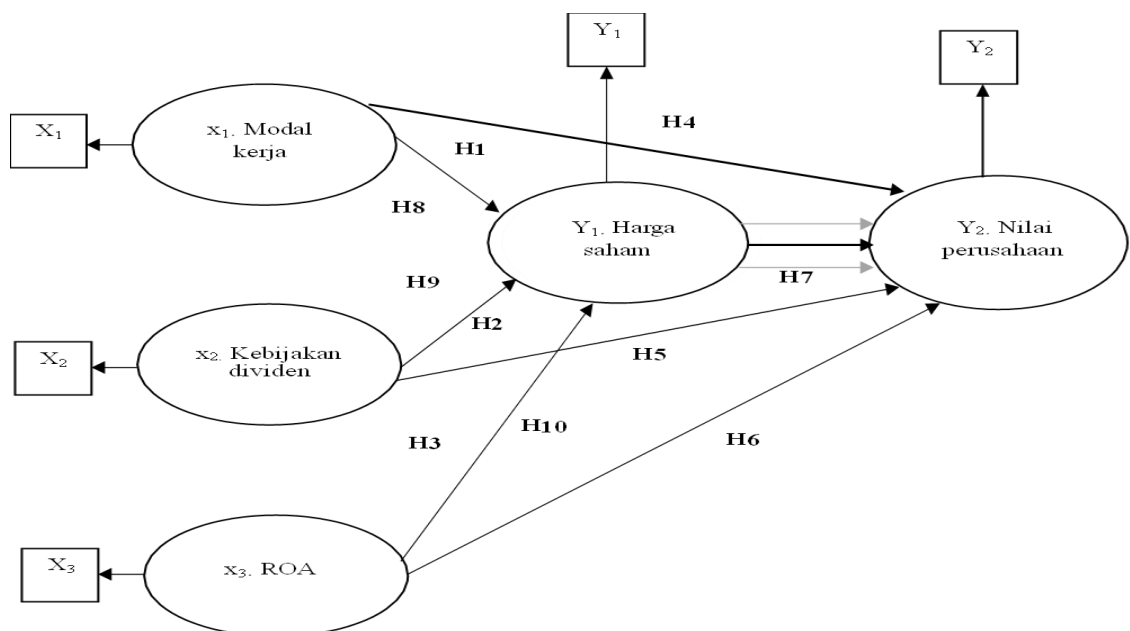 Y₁
Y₂
X₁
x₁. Modal
kerja
H4
H1
H8
Y₁. Harga
saham
Y₂. Nilai
perusahaan
H7
H9
H2
X₂
x₂. Kebijakan
dividen
H5
H3
H10
H6
X₃
x₃. ROA